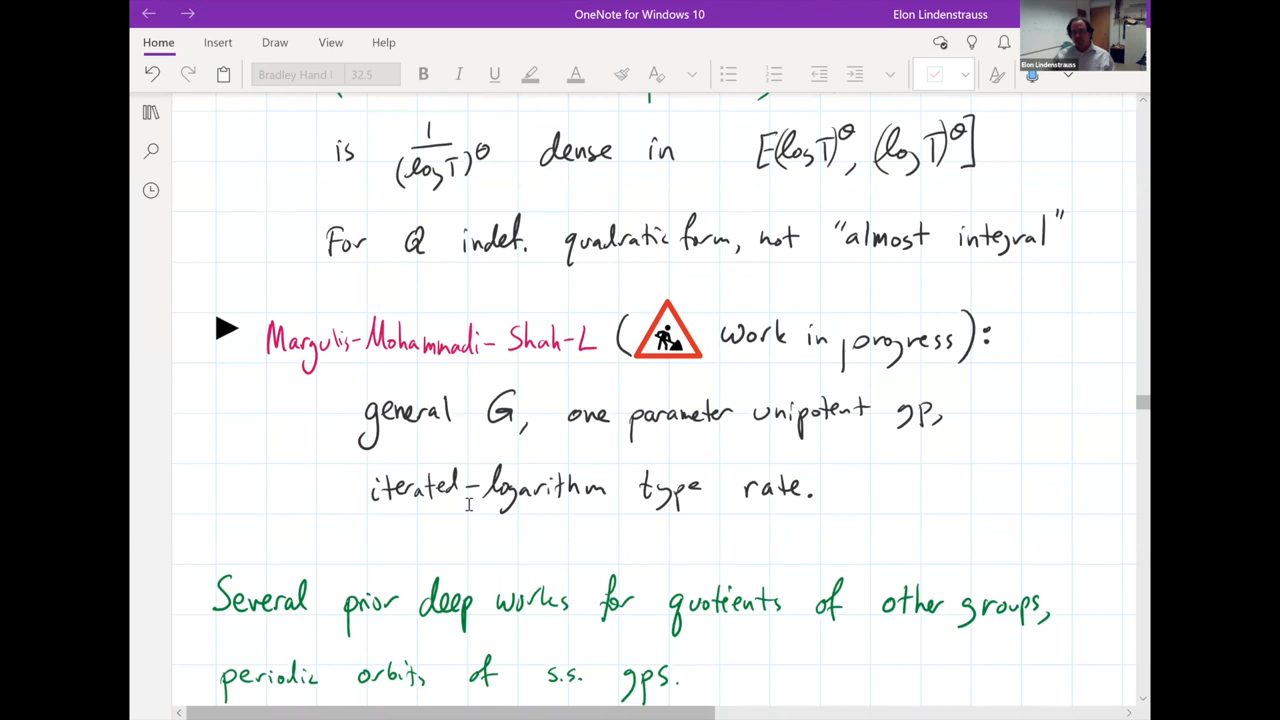 OneNote for Windows 10
Elon Lindenstrauss
Home Insert Draw View Help
Elon Lindenstrauss
Bradley Hand 32.5
B I U A
is 1/(log T)^θ dense in [-(log T)^θ, (log T)^θ]
For Q indef. quadratic form, not "almost integral"
Margulis-Mohammadi-Shah-L ( work in progress):
general G, one parameter unipotent gp,
iterated-logarithm type rate.
Several prior deep works for quotients of other groups,
periodic orbits of s.s. gps.